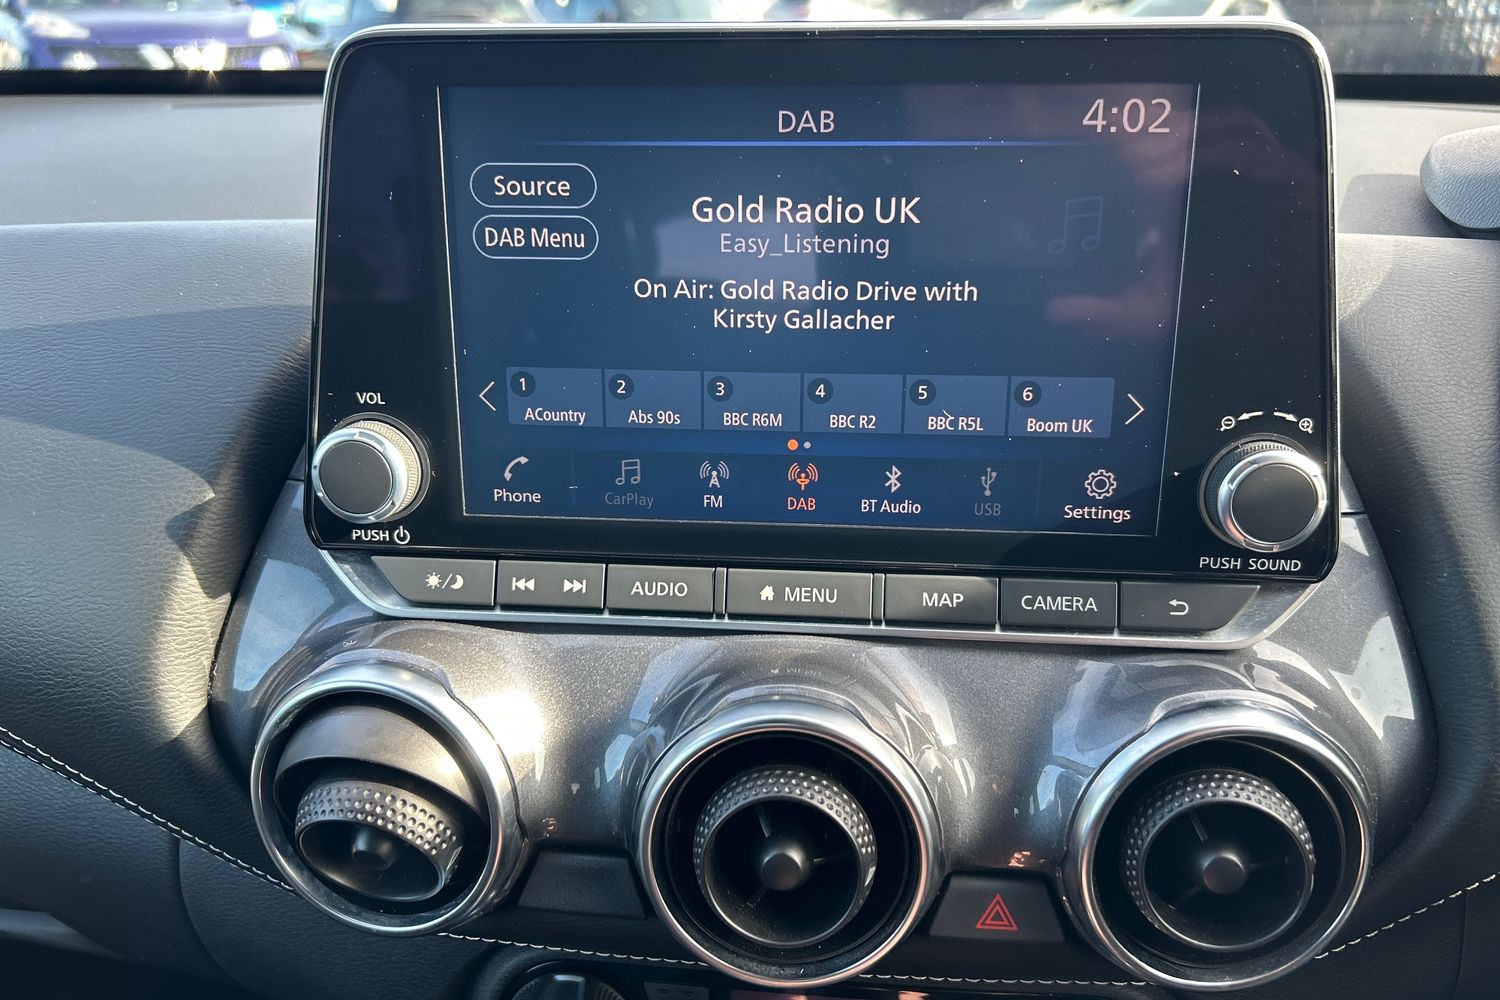 DAB
4:02
Source
DAB Menu
Gold Radio UK
Easy_Listening
On Air: Gold Radio Drive with
Kirsty Gallacher
1
ACountry
2
Abs 90s
3
BBC R6M
4
BBC R2
5
BBC R5L
6
Boom UK
Phone
CarPlay
FM
DAB
BT Audio
USB
Settings
VOL
PUSH
PUSH SOUND
AUDIO
MENU
MAP
CAMERA